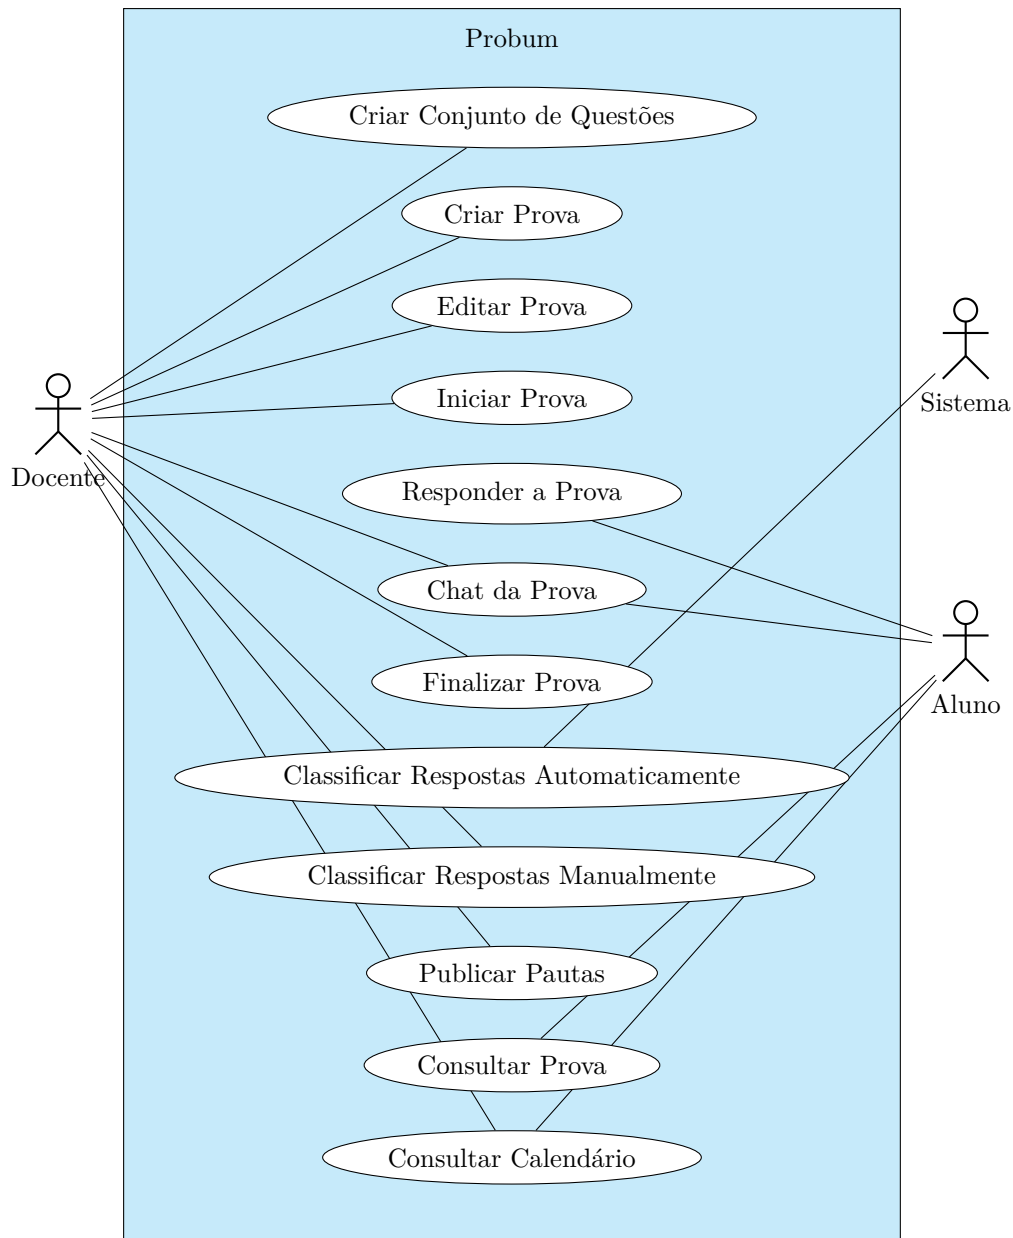 Probum
Criar Conjunto de Questões
Criar Prova
Editar Prova
Iniciar Prova
Sistema
Docente
Responder a Prova
Chat da Prova
Finalizar Prova
Aluno
Classificar Respostas Automaticamente
Classificar Respostas Manualmente
Publicar Pautas
Consultar Prova
Consultar Calendário